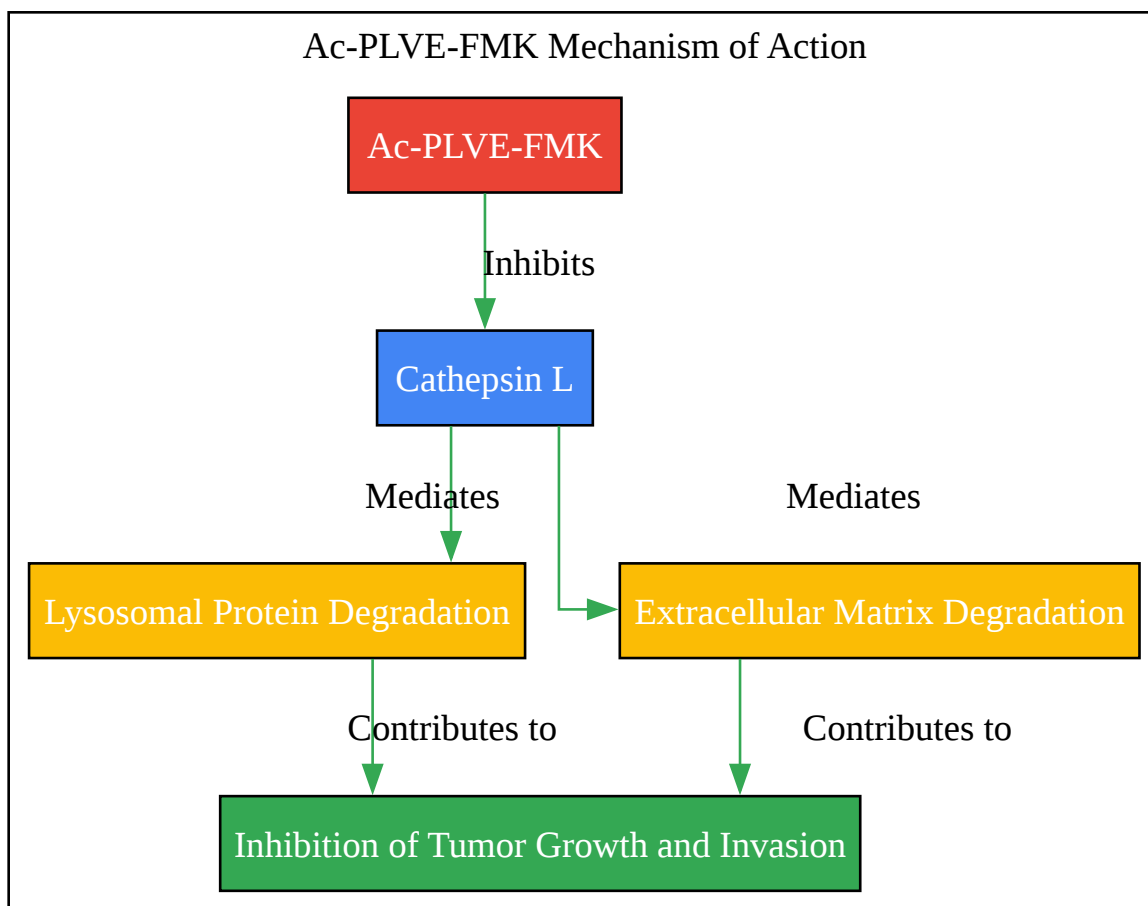 Ac-PLVE-FMK Mechanism of Action
Ac-PLVE-FMK
Inhibits
Cathepsin L
Mediates
Mediates
Lysosomal Protein Degradation
Extracellular Matrix Degradation
Contributes to
Contributes to
Inhibition of Tumor Growth and Invasion